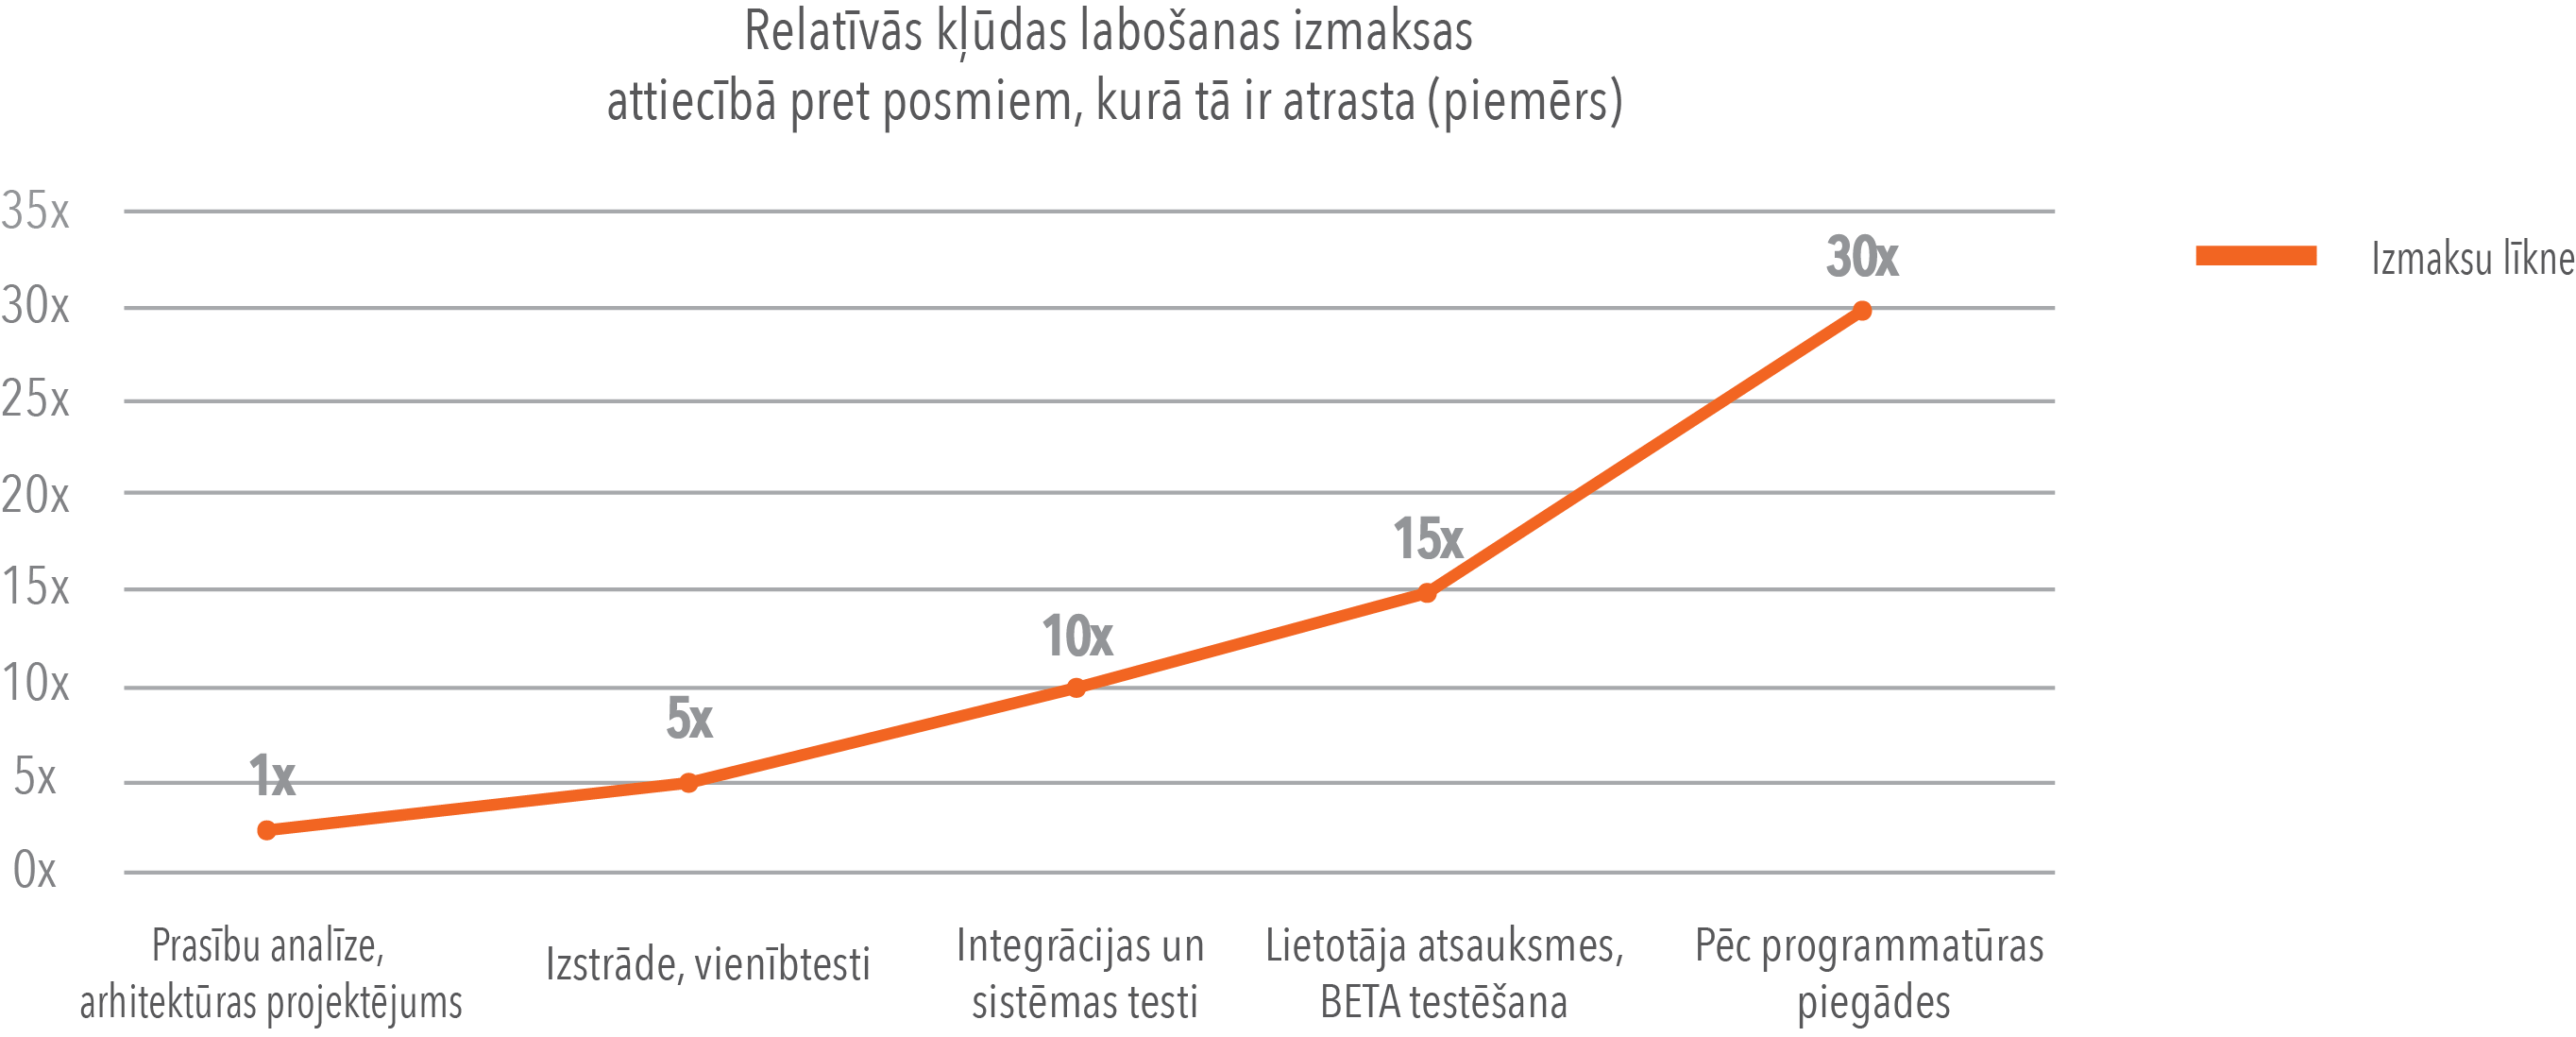 Relatīvās kļūdas labošanas izmaksas
attiecībā pret posmiem, kurā tā ir atrasta (piemērs)
35x
30x
25x
20x
15x
10x
5x
0x
1x
5x
10x
15x
30x
Izmaksu līkne
Prasību analīze,
arhitektūras projektējums
Izstrāde, vienībtesti
Integrācijas un
sistēmas testi
Lietotāja atsauksmes,
BETA testēšana
Pēc programmatūras
piegādes